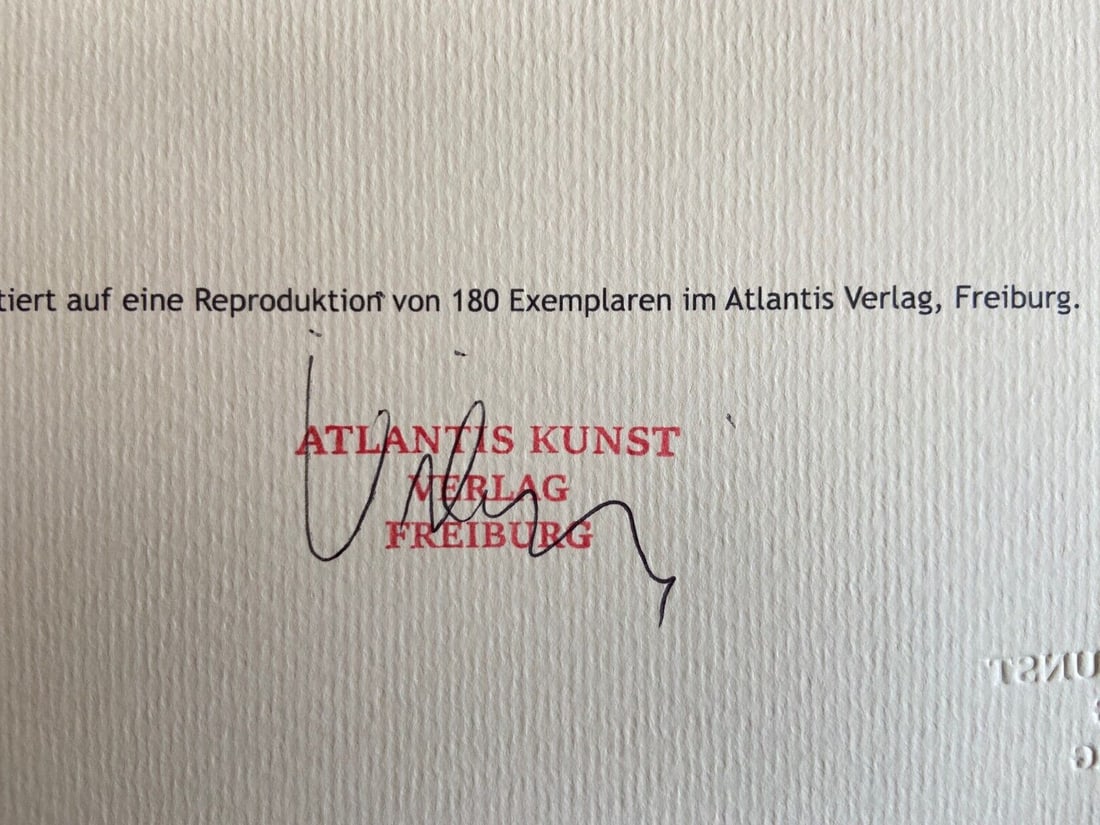 tiert auf eine Reproduktion von 180 Exemplaren im Atlantis Verlag, Freiburg.
ATLANTIS KUNST
VERLAG
FREIBURG